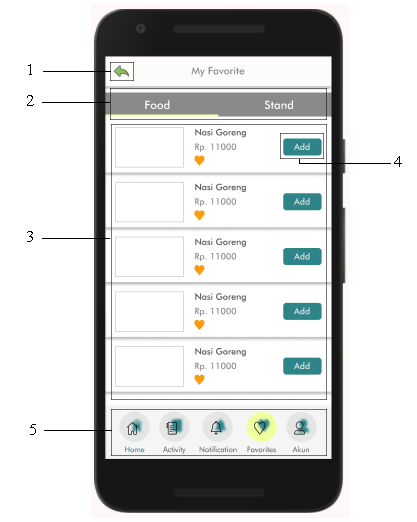 1
My Favorite
2
Food Stand
Nasi Goreng
Rp. 11000
Add
4
Nasi Goreng
Rp. 11000
Add
3
Nasi Goreng
Rp. 11000
Add
Nasi Goreng
Rp. 11000
Add
Nasi Goreng
Rp. 11000
Add
5
Home Activity Notification Favorites Akun